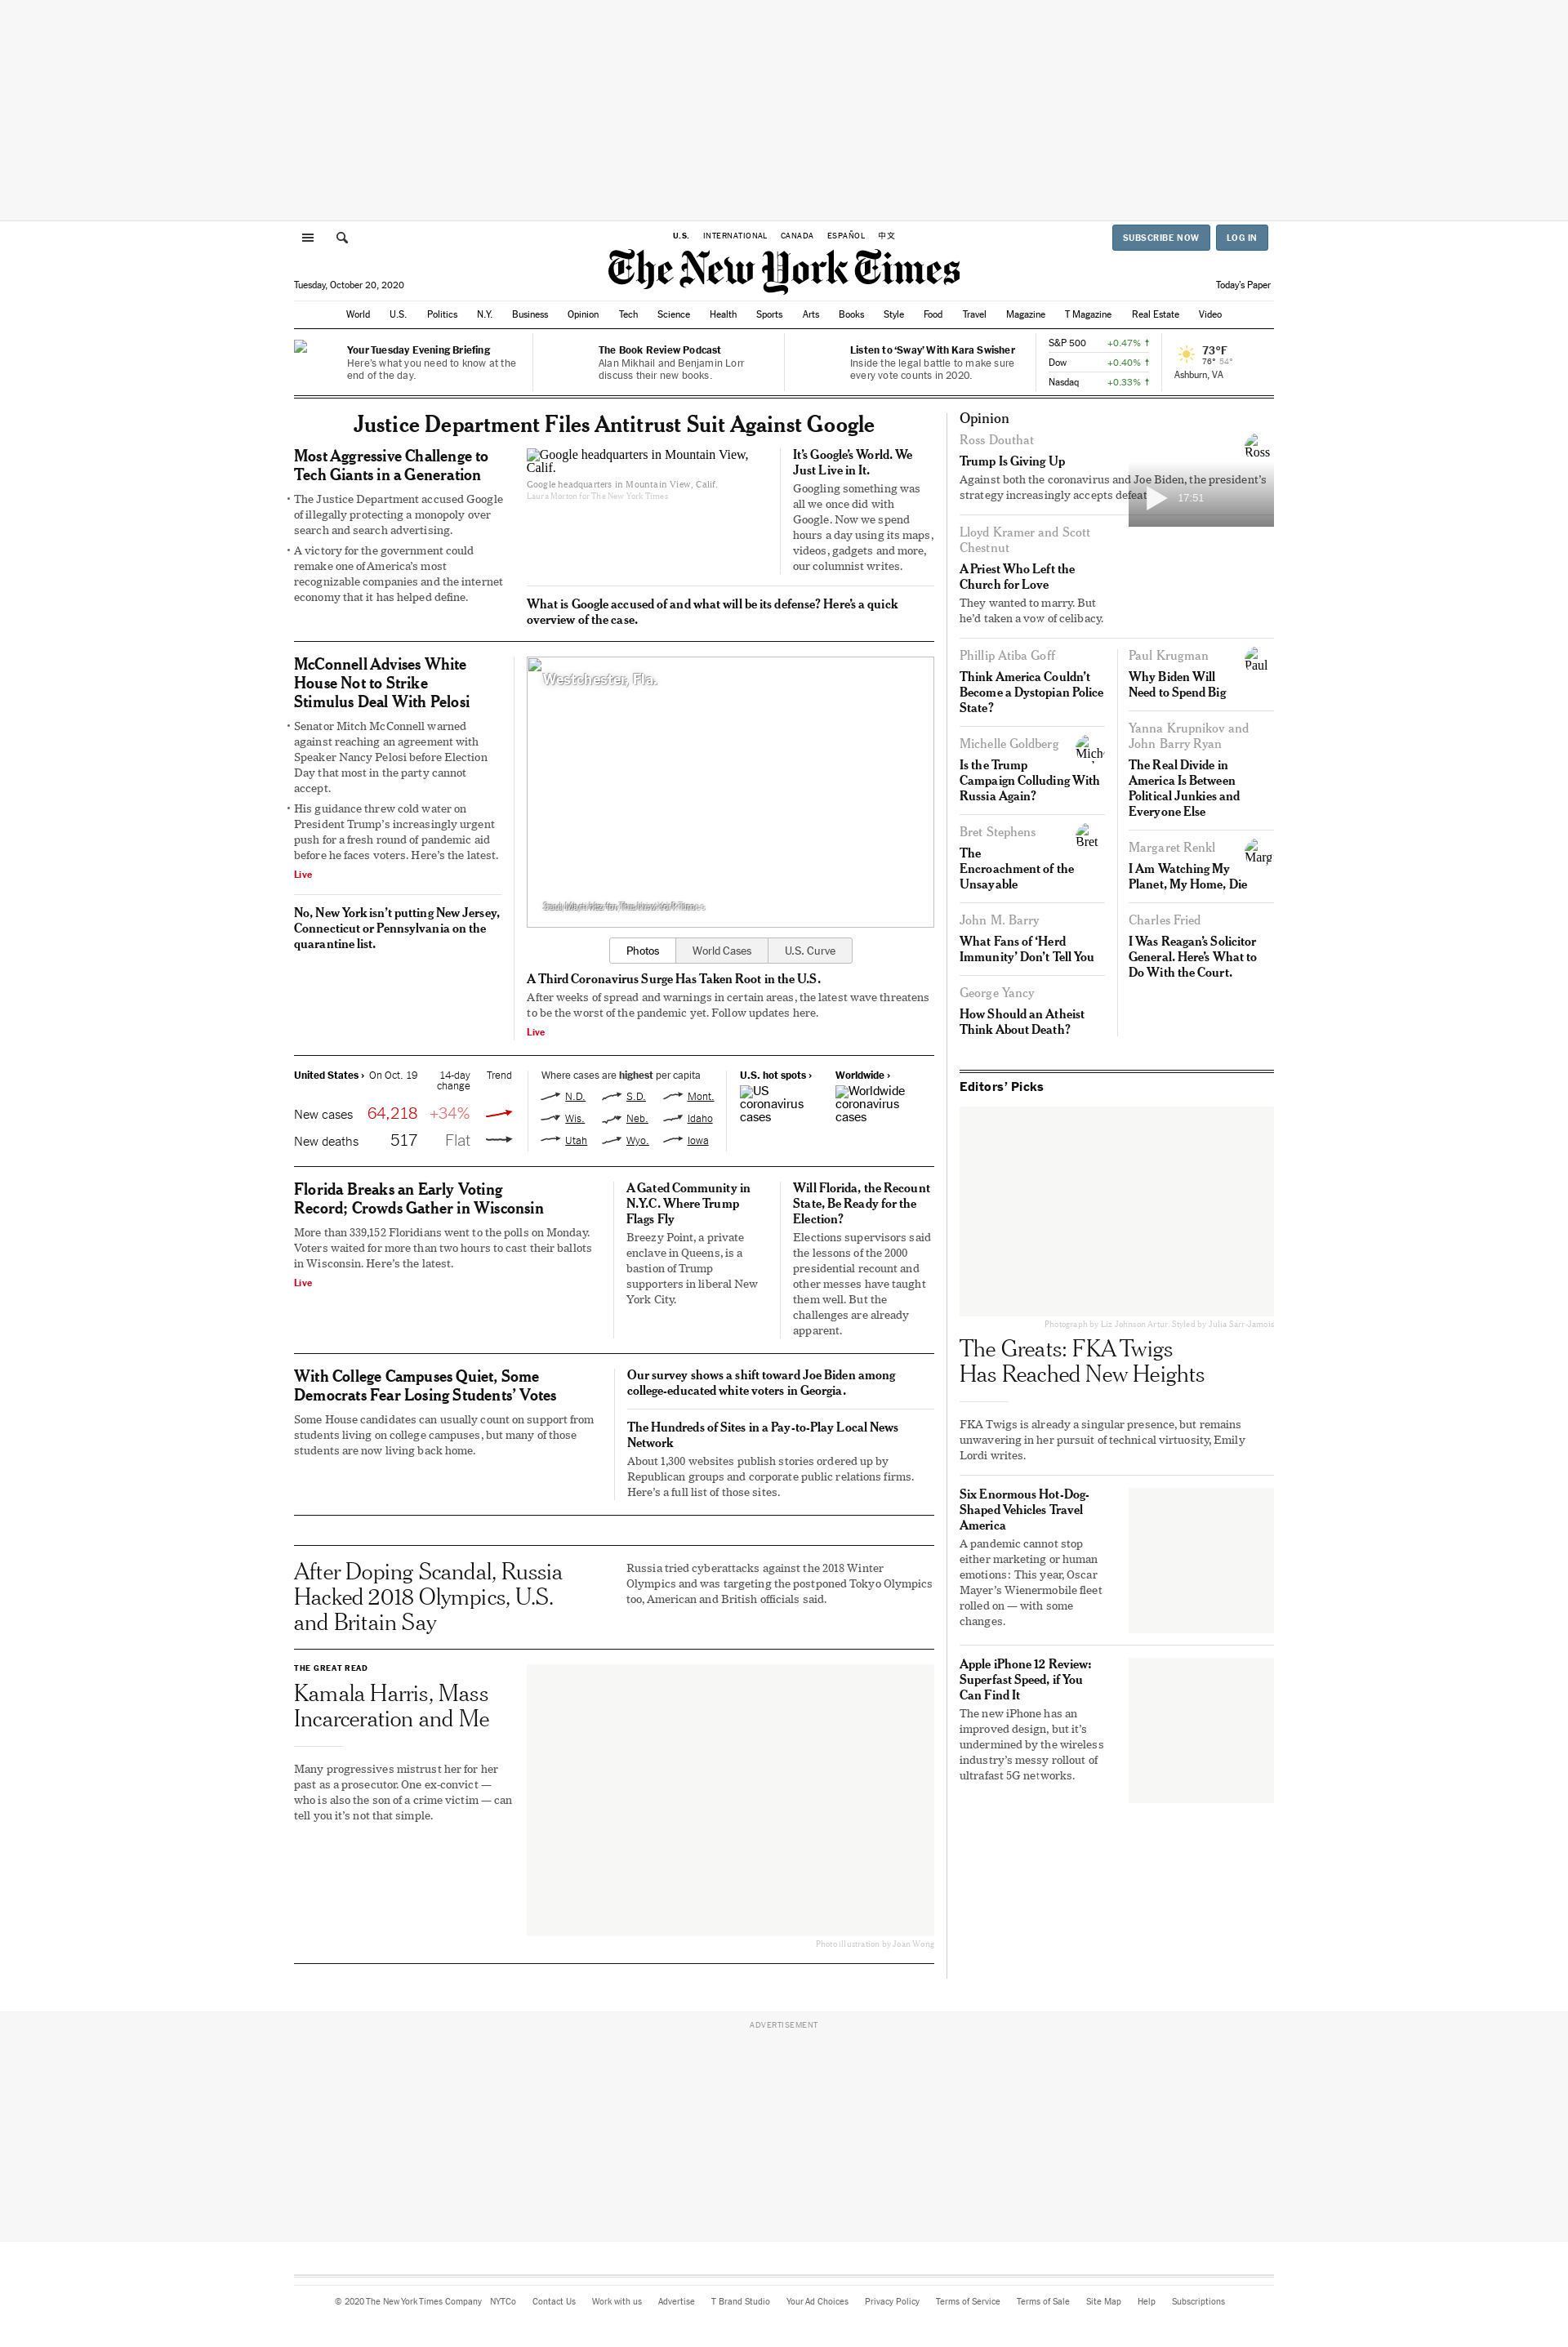 U.S. INTERNATIONAL CANADA ESPAÑOL 中文
SUBSCRIBE NOW LOG IN
The New York Times
Tuesday, October 20, 2020
Today's Paper
World U.S. Politics N.Y. Business Opinion Tech Science Health Sports Arts Books Style Food Travel Magazine T Magazine Real Estate Video
Your Tuesday Evening Briefing
Here's what you need to know at the
end of the day.
The Book Review Podcast
Alan Mikhail and Benjamin Lorr
discuss their new books.
Listen to ‘Sway’ With Kara Swisher
Inside the legal battle to make sure
every vote counts in 2020.
S&P 500 +0.47%
Dow +0.40%
Nasdaq +0.33%
73°F
76° 54°
Ashburn, VA
Justice Department Files Antitrust Suit Against Google
Most Aggressive Challenge to
Tech Giants in a Generation
• The Justice Department accused Google
of illegally protecting a monopoly over
search and search advertising.
• A victory for the government could
remake one of America’s most
recognizable companies and the internet
economy that it has helped define.
Google headquarters in Mountain View,
Calif.
Google headquarters in Mountain View, Calif.
Laura Morton for The New York Times
It’s Google’s World. We
Just Live in It.
Googling something was
all we once did with
Google. Now we spend
hours a day using its maps,
videos, gadgets and more,
our columnist writes.
What is Google accused of and what will be its defense? Here’s a quick
overview of the case.
McConnell Advises White
House Not to Strike
Stimulus Deal With Pelosi
• Senator Mitch McConnell warned
against reaching an agreement with
Speaker Nancy Pelosi before Election
Day that most in the party cannot
accept.
• His guidance threw cold water on
President Trump’s increasingly urgent
push for a fresh round of pandemic aid
before he faces voters. Here’s the latest.
Live
No, New York isn’t putting New Jersey,
Connecticut or Pennsylvania on the
quarantine list.
Westchester, Fla.
Photos World Cases U.S. Curve
A Third Coronavirus Surge Has Taken Root in the U.S.
After weeks of spread and warnings in certain areas, the latest wave threatens
to be the worst of the pandemic yet. Follow updates here.
Live
United States › On Oct. 19 14-day
change Trend
New cases 64,218 +34%
New deaths 517 Flat
Where cases are highest per capita
N.D. S.D. Mont.
Wis. Neb. Idaho
Utah Wyo. Iowa
U.S. hot spots ›
US
coronavirus
cases
Worldwide ›
Worldwide
coronavirus
cases
Florida Breaks an Early Voting
Record; Crowds Gather in Wisconsin
More than 339,152 Floridians went to the polls on Monday.
Voters waited for more than two hours to cast their ballots
in Wisconsin. Here’s the latest.
Live
A Gated Community in
N.Y.C. Where Trump
Flags Fly
Breezy Point, a private
enclave in Queens, is a
bastion of Trump
supporters in liberal New
York City.
Will Florida, the Recount
State, Be Ready for the
Election?
Elections supervisors said
the lessons of the 2000
presidential recount and
other messes have taught
them well. But the
challenges are already
apparent.
With College Campuses Quiet, Some
Democrats Fear Losing Students’ Votes
Some House candidates can usually count on support from
students living on college campuses, but many of those
students are now living back home.
Our survey shows a shift toward Joe Biden among
college-educated white voters in Georgia.
The Hundreds of Sites in a Pay-to-Play Local News
Network
About 1,300 websites publish stories ordered up by
Republican groups and corporate public relations firms.
Here’s a full list of those sites.
After Doping Scandal, Russia
Hacked 2018 Olympics, U.S.
and Britain Say
Russia tried cyberattacks against the 2018 Winter
Olympics and was targeting the postponed Tokyo Olympics
too, American and British officials said.
THE GREAT READ
Kamala Harris, Mass
Incarceration and Me
Many progressives mistrust her for her
past as a prosecutor. One ex-convict —
who is also the son of a crime victim — can
tell you it’s not that simple.
Photo illustration by Joan Wong
Opinion
Ross Douthat
Ross
Trump Is Giving Up
Against both the coronavirus and Joe Biden, the president’s
strategy increasingly accepts defeat
17:51
Lloyd Kramer and Scott
Chestnut
A Priest Who Left the
Church for Love
They wanted to marry. But
he’d taken a vow of celibacy.
Phillip Atiba Goff
Think America Couldn’t
Become a Dystopian Police
State?
Michelle Goldberg
Is the Trump
Campaign Colluding With
Russia Again?
Bret Stephens
Bret
The
Encroachment of the
Unsayable
John M. Barry
What Fans of ‘Herd
Immunity’ Don’t Tell You
George Yancy
How Should an Atheist
Think About Death?
Paul Krugman
Paul
Why Biden Will
Need to Spend Big
Yanna Krupnikov and
John Barry Ryan
The Real Divide in
America Is Between
Political Junkies and
Everyone Else
Margaret Renkl
I Am Watching My
Planet, My Home, Die
Charles Fried
I Was Reagan’s Solicitor
General. Here’s What to
Do With the Court.
Editors’ Picks
Photograph by Liz Johnson Artur. Styled by Julia Sarr-Jamois
The Greats: FKA Twigs
Has Reached New Heights
FKA Twigs is already a singular presence, but remains
unwavering in her pursuit of technical virtuosity, Emily
Lordi writes.
Six Enormous Hot-Dog-
Shaped Vehicles Travel
America
A pandemic cannot stop
either marketing or human
emotions: This year, Oscar
Mayer’s Wienermobile fleet
rolled on — with some
changes.
Apple iPhone 12 Review:
Superfast Speed, if You
Can Find It
The new iPhone has an
improved design, but it’s
undermined by the wireless
industry’s messy rollout of
ultrafast 5G networks.
ADVERTISEMENT
© 2020 The New York Times Company NYTCo Contact Us Work with us Advertise T Brand Studio Your Ad Choices Privacy Policy Terms of Service Terms of Sale Site Map Help Subscriptions